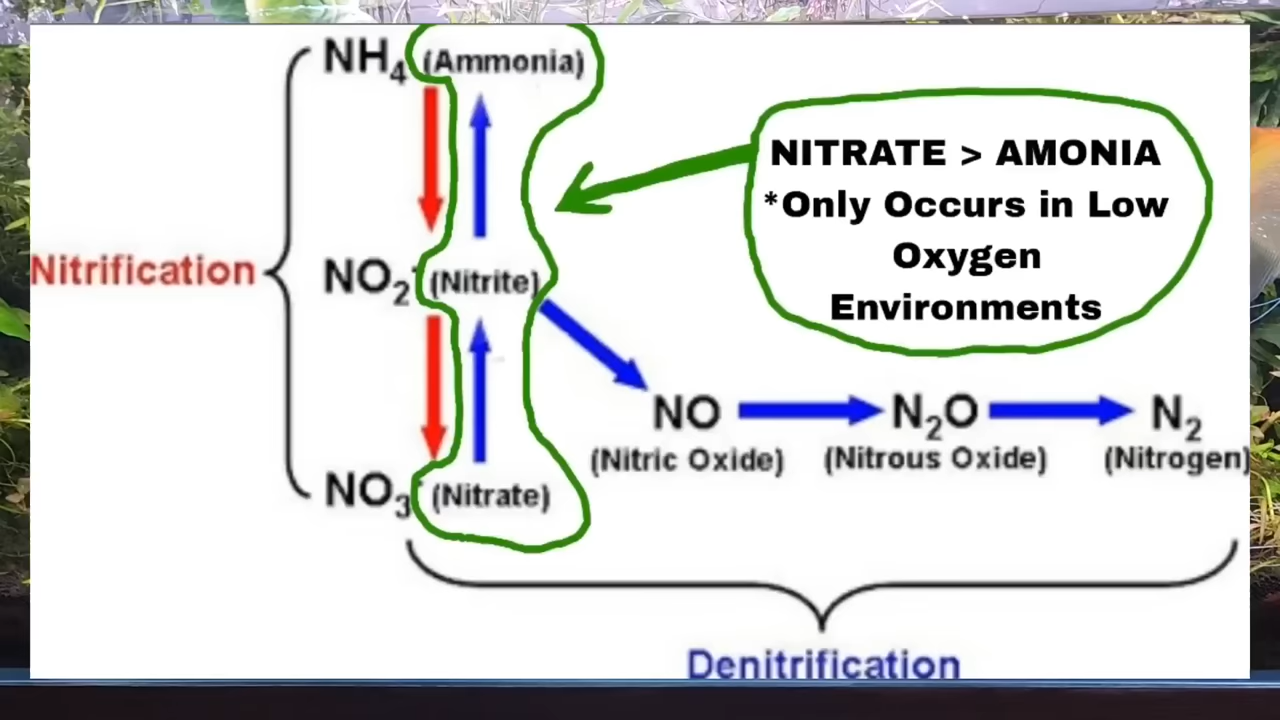 NH4 (Ammonia)
NITRATE > AMONIA
*Only Occurs in Low
Oxygen
Environments
Nitrification
NO2- (Nitrite)
NO
(Nitric Oxide)
N2O
(Nitrous Oxide)
N2
(Nitrogen)
NO3- (Nitrate)
Denitrification